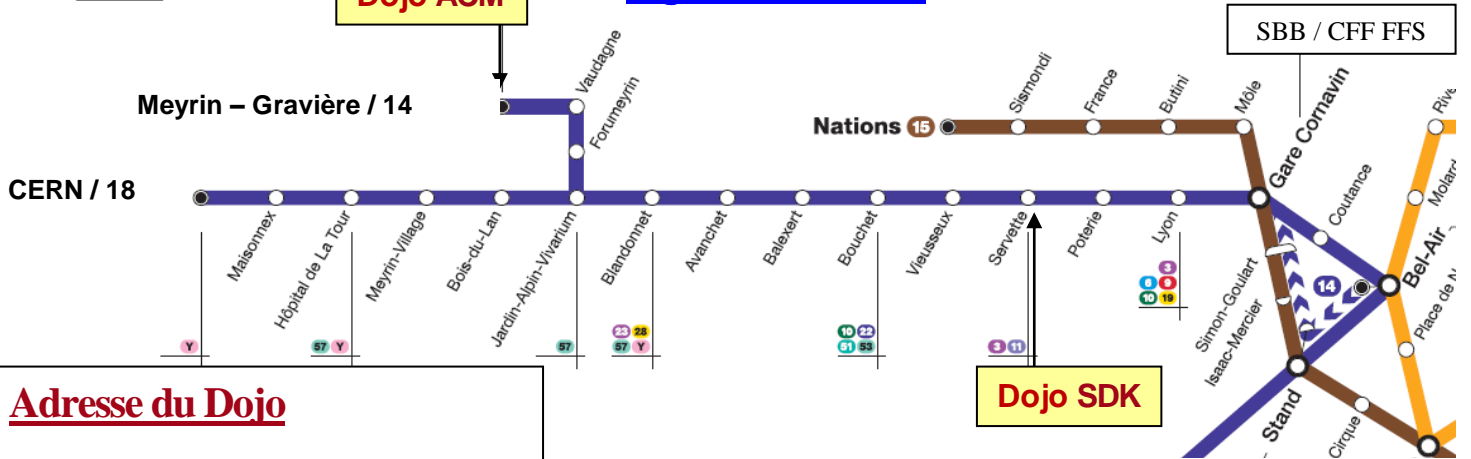 Dojo ACM
SBB / CFF FFS
Vaudagne
Meyrin – Gravière / 14
Forumeyrin
Nations 15
Sismondi
France
Butini
Môle
Gare Cornavin
Coutance
Molard
CERN / 18
Maisonnex
Hôpital de La Tour
Meyrin-Village
Bois-du-Lan
Jardin-Alpin-Vivarium
Blandonnet
Avanchet
Balexert
Bouchet
Vieusseux
Servette
Poterie
Lyon
Bel-Air
Place de
14
Simon-Goulart
Isaac-Mercier
3
8 9
10 19
23 28
57 Y
10 22
51 53
Y
57 Y
57
3 11
Adresse du Dojo
Dojo SDK
Stand
Cirque